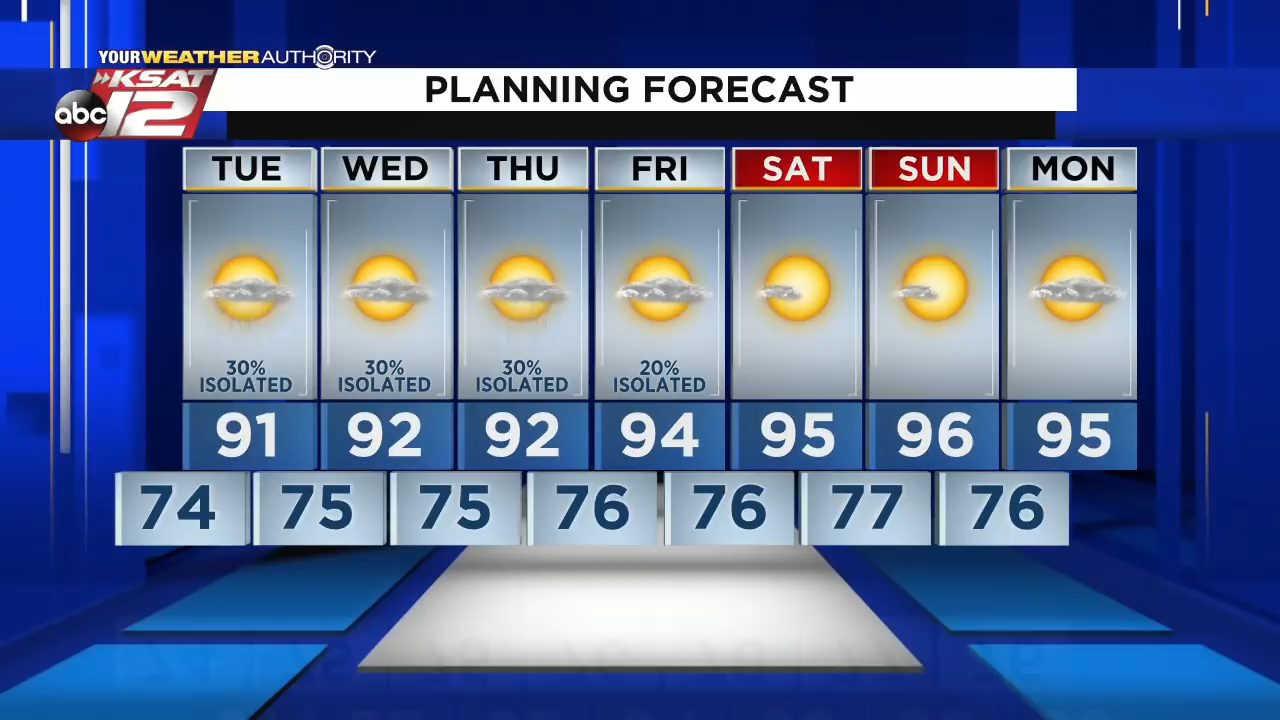 YOUR WEATHER AUTHORITY
KSAT
abc 12
PLANNING FORECAST
TUE WED THU FRI SAT SUN MON
30% 30% 30% 20%
ISOLATED ISOLATED ISOLATED ISOLATED
91 92 92 94 95 96 95
74 75 75 76 76 77 76